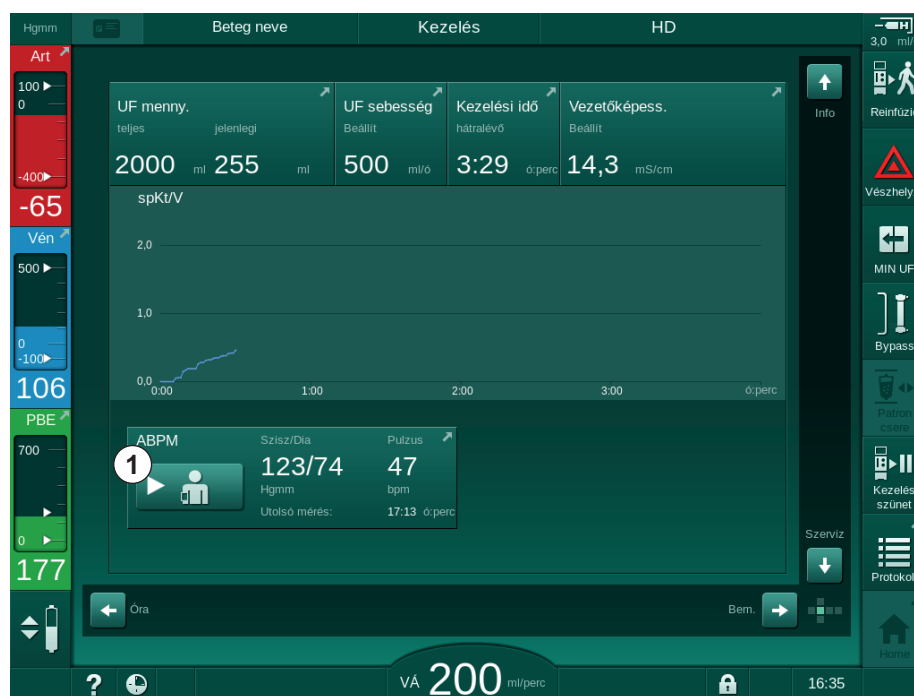 Hgmm
Beteg neve
Kezelés
HD
3,0 ml/
Art
100
0
-400
-65
Vén
500
0
-100
106
PBE
700
0
177
UF menny.
teljes jelenlegi
2000 ml 255 ml
UF sebesség
Beállít
500 ml/ó
Kezelési idő
hátralévő
3:29 ó:perc
Vezetőképess.
Beállít
14,3 mS/cm
spKt/V
2,0
1,0
0,0
0:00 1:00 2:00 3:00 ó:perc
ABPM
1
Szisz/Dia Pulzus
123/74 47
Hgmm bpm
Utolsó mérés: 17:13 ó:perc
Info
Szerviz
Óra
Bem.
Reinfúzió
Vészhely
MIN UF
Bypass
Patron
csere
Kezelés
szünet
Protokol
Home
?
VÁ 200 ml/perc
16:35